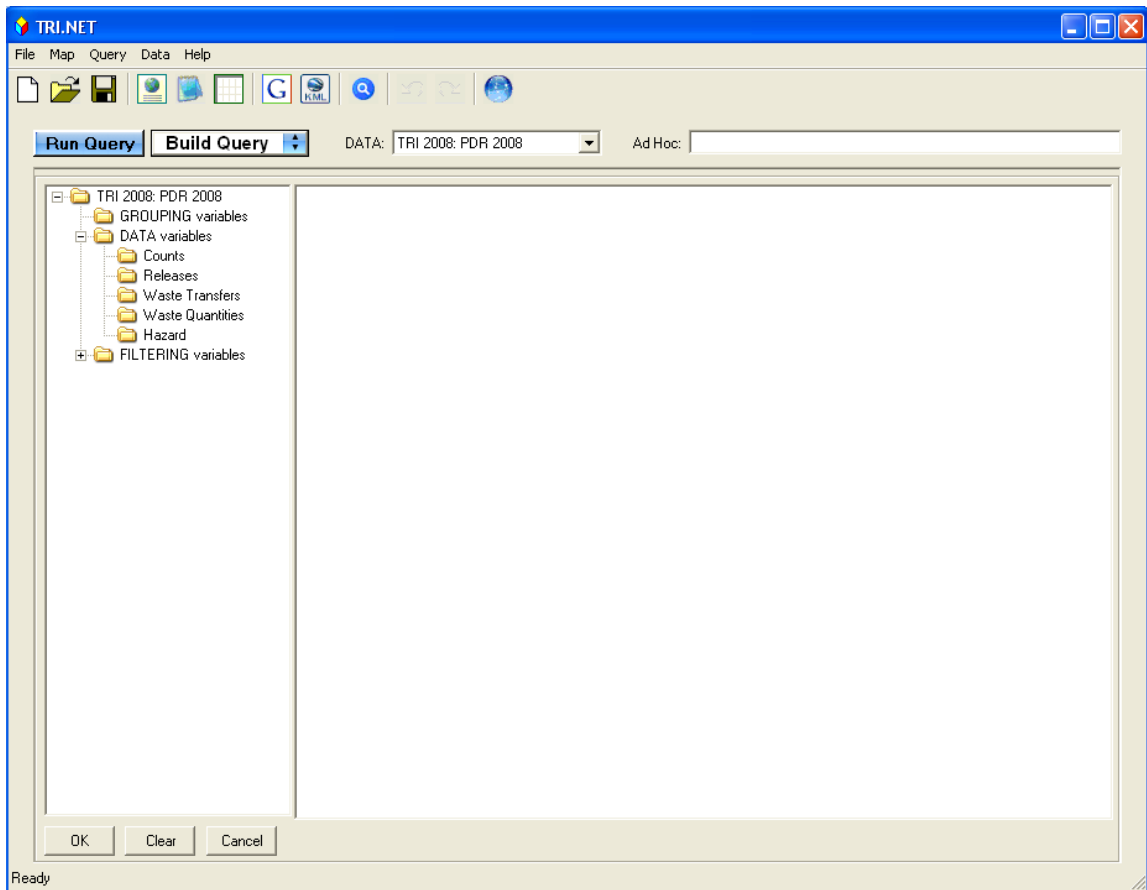 TRI.NET
File Map Query Data Help
G KML
Run Query Build Query DATA: TRI 2008: PDR 2008 Ad Hoc:
TRI 2008: PDR 2008
GROUPING variables
DATA variables
Counts
Releases
Waste Transfers
Waste Quantities
Hazard
FILTERING variables
OK Clear Cancel
Ready